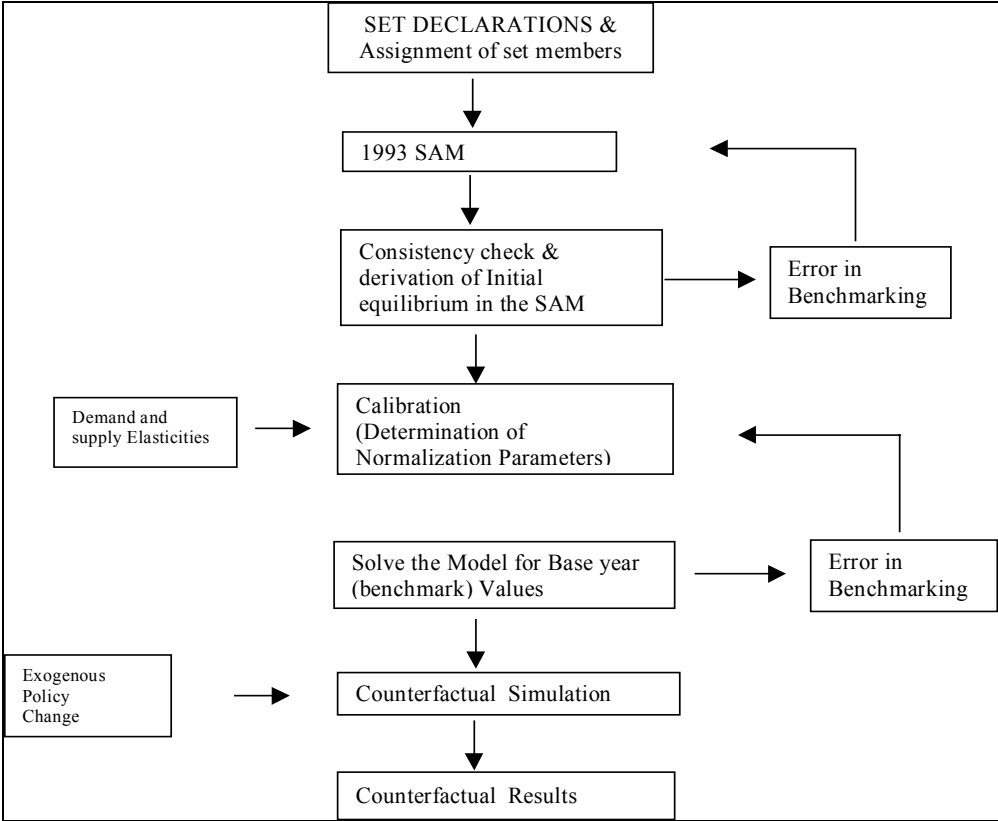 SET DECLARATIONS &
Assignment of set members
1993 SAM
Consistency check &
derivation of Initial
equilibrium in the SAM
Error in
Benchmarking
Demand and
supply Elasticities
Calibration
(Determination of
Normalization Parameters)
Solve the Model for Base year
(benchmark) Values
Error in
Benchmarking
Exogenous
Policy
Change
Counterfactual Simulation
Counterfactual Results